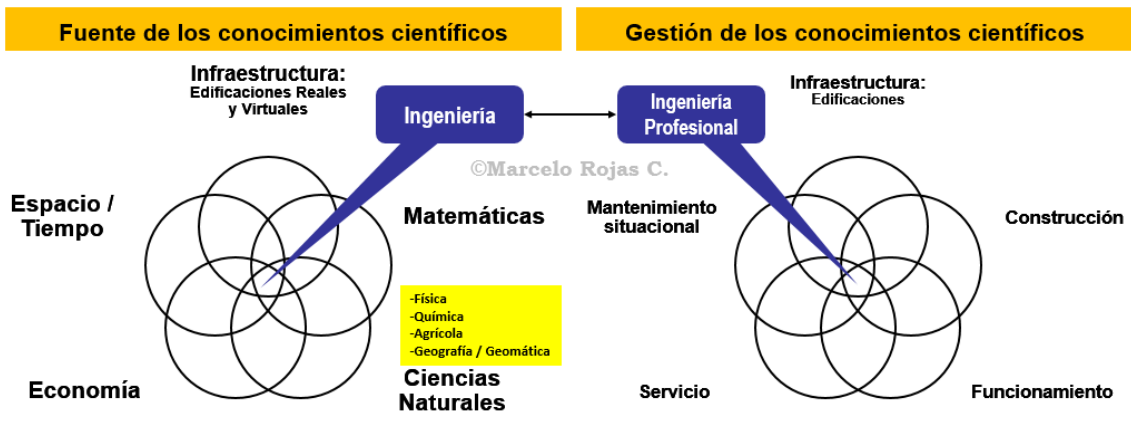 Fuente de los conocimientos científicos
Infraestructura:
Edificaciones Reales
y Virtuales
Ingeniería
Espacio /
Tiempo
Matemáticas
-Física
-Química
-Agrícola
-Geografía / Geomática
Economía
Ciencias
Naturales
©Marcelo Rojas C.
Gestión de los conocimientos científicos
Ingeniería
Profesional
Infraestructura:
Edificaciones
Mantenimiento
situacional
Construcción
Servicio
Funcionamiento